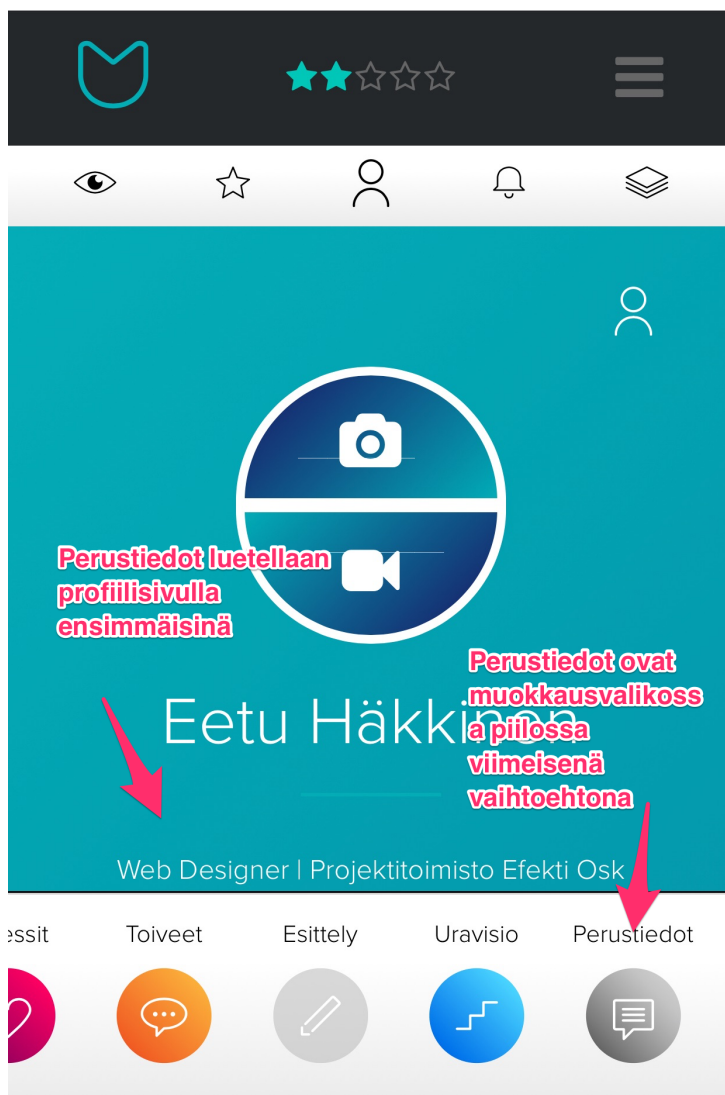 Perustiedot luetellaan
profiilisivulla
ensimmäisinä
Perustiedot ovat
muokkausvalikoss
a piilossa
viimeisenä
vaihtoehtona
Eetu Häkkinen
Web Designer | Projektitoimisto Efekti Osk
essit
Toiveet
Esittely
Uravisio
Perustiedot